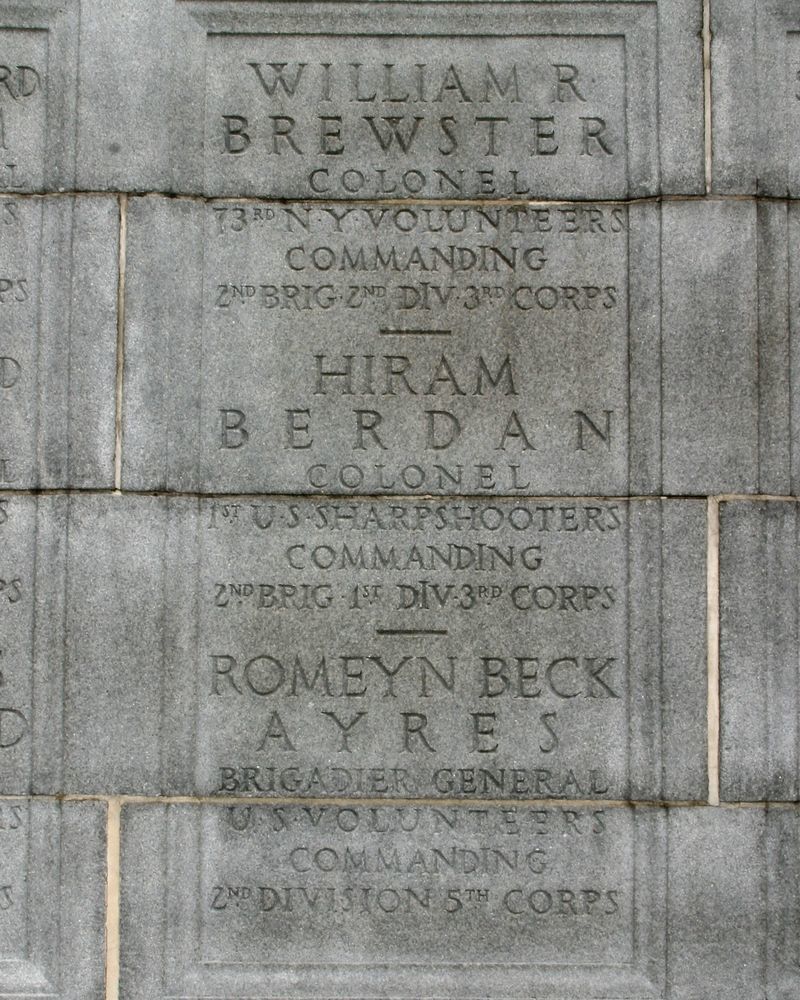 WILLIAM R
BREWSTER
COLONEL
73RD N·Y·VOLUNTEERS
COMMANDING
2ND BRIG·2ND DIV·3RD CORPS
HIRAM
BERDAN
COLONEL
1ST U·S·SHARPSHOOTERS
COMMANDING
2ND BRIG·1ST DIV·3RD CORPS
ROMEYN BECK
AYRES
BRIGADIER GENERAL
U·S·VOLUNTEERS
COMMANDING
2ND DIVISION 5TH CORPS